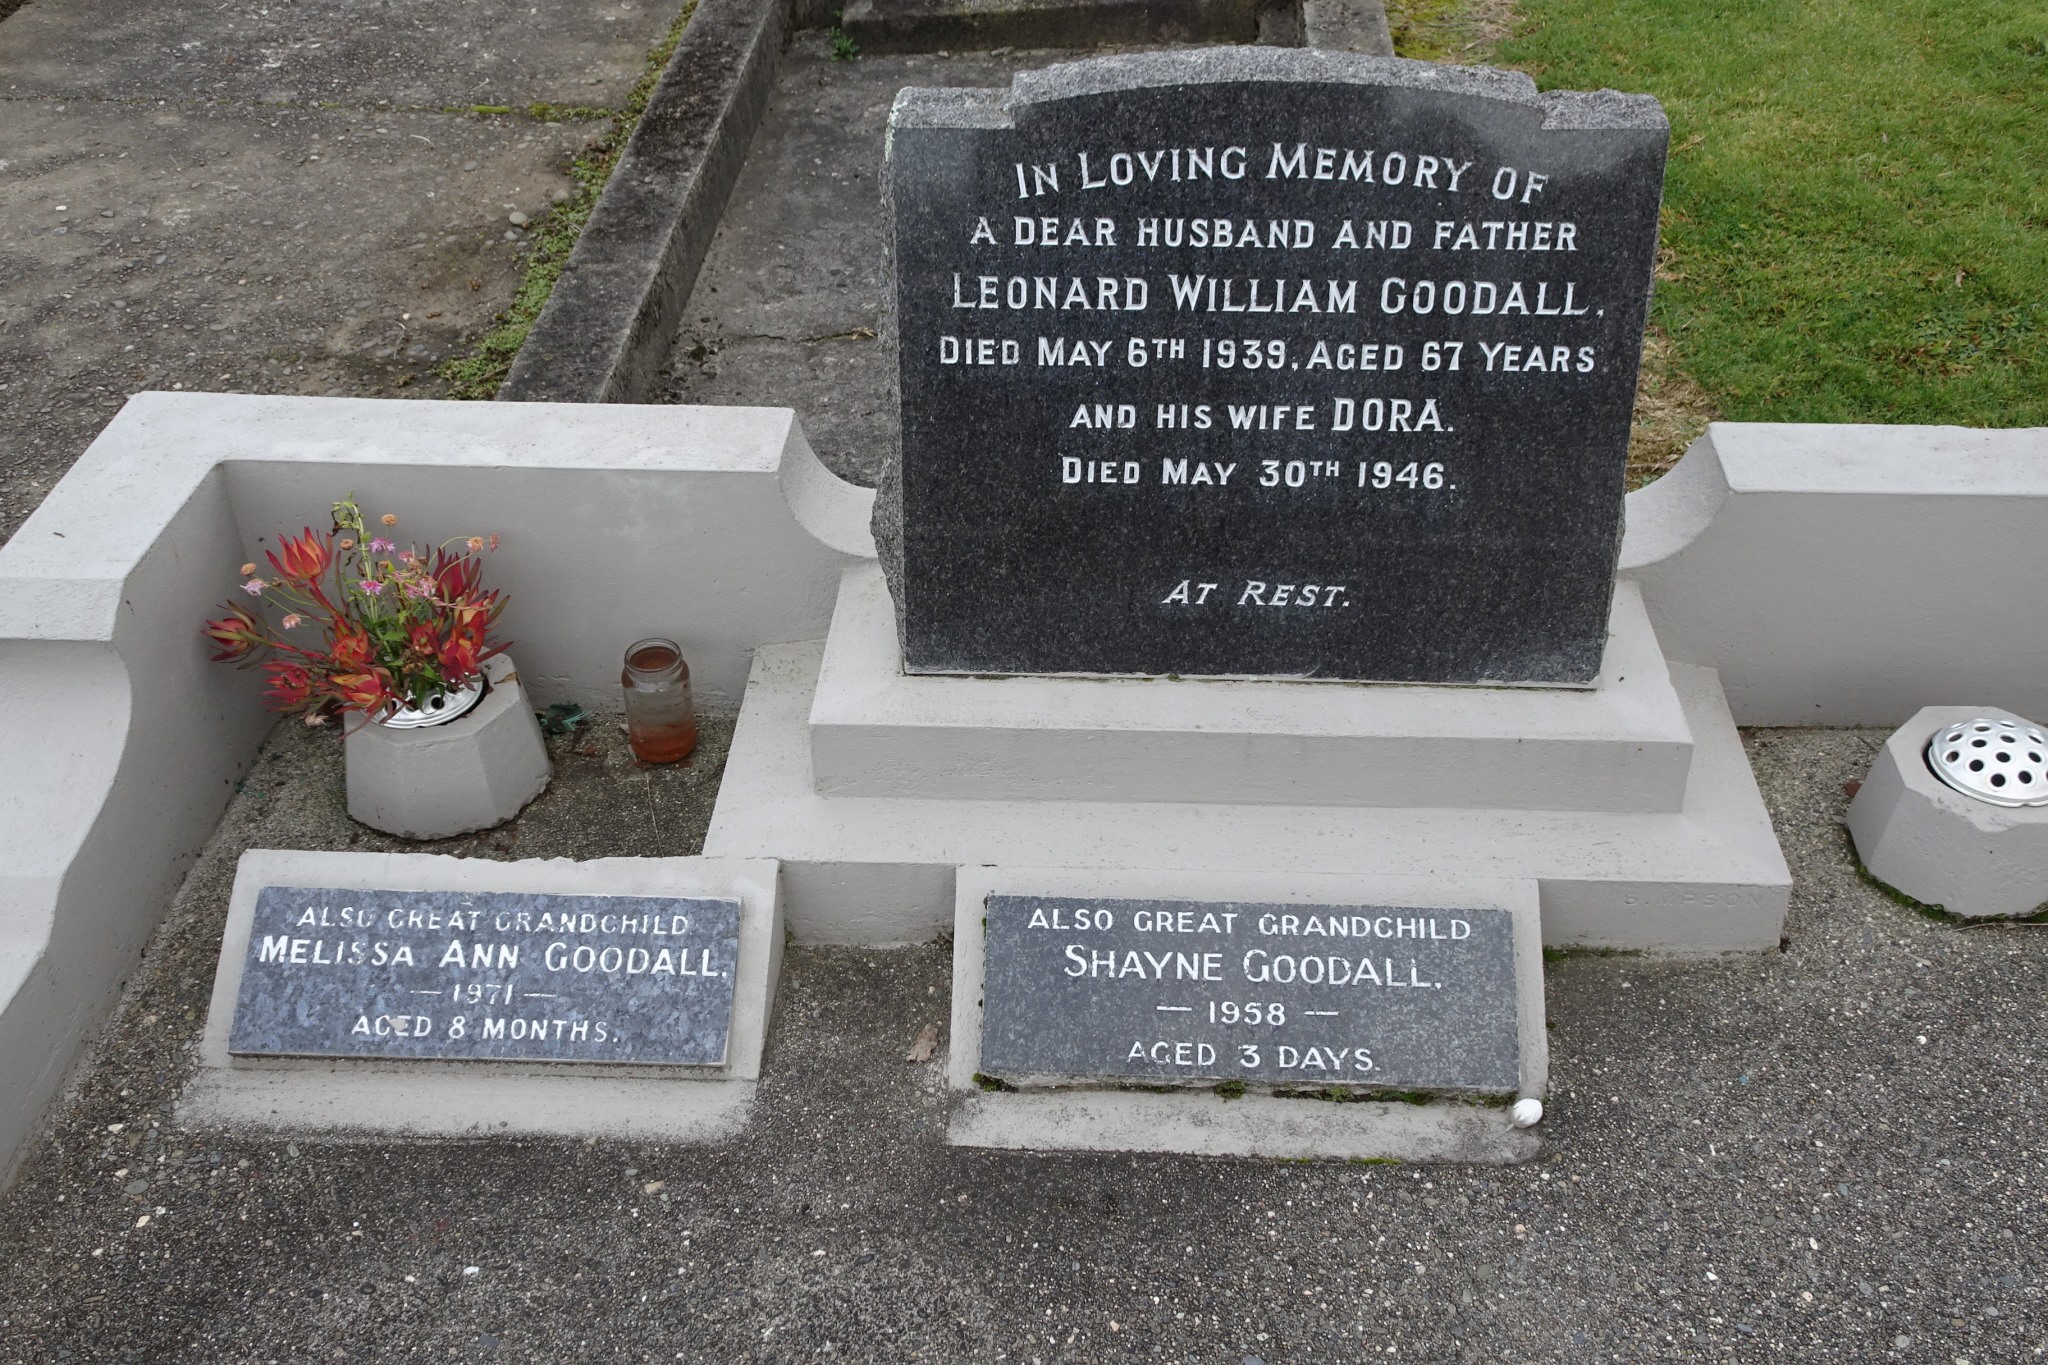 IN LOVING MEMORY OF
A DEAR HUSBAND AND FATHER
LEONARD WILLIAM GOODALL.
DIED MAY 6TH 1939, AGED 67 YEARS
AND HIS WIFE DORA.
DIED MAY 30TH 1946.
AT REST.
SIMPSON
ALSO GREAT GRANDCHILD
MELISSA ANN GOODALL.
— 1971 —
AGED 8 MONTHS.
ALSO GREAT GRANDCHILD
SHAYNE GOODALL.
— 1958 —
AGED 3 DAYS.